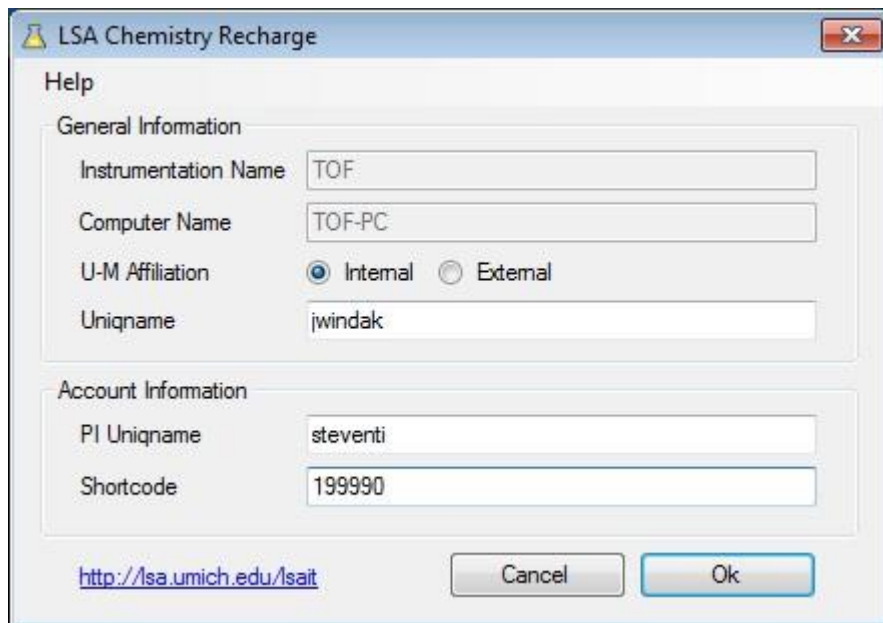 LSA Chemistry Recharge
Help
General Information
Instrumentation Name TOF
Computer Name TOF-PC
U-M Affiliation Internal External
Uniqname jwindak
Account Information
PI Uniqname steventi
Shortcode 199990
http://lsa.umich.edu/lsait Cancel Ok